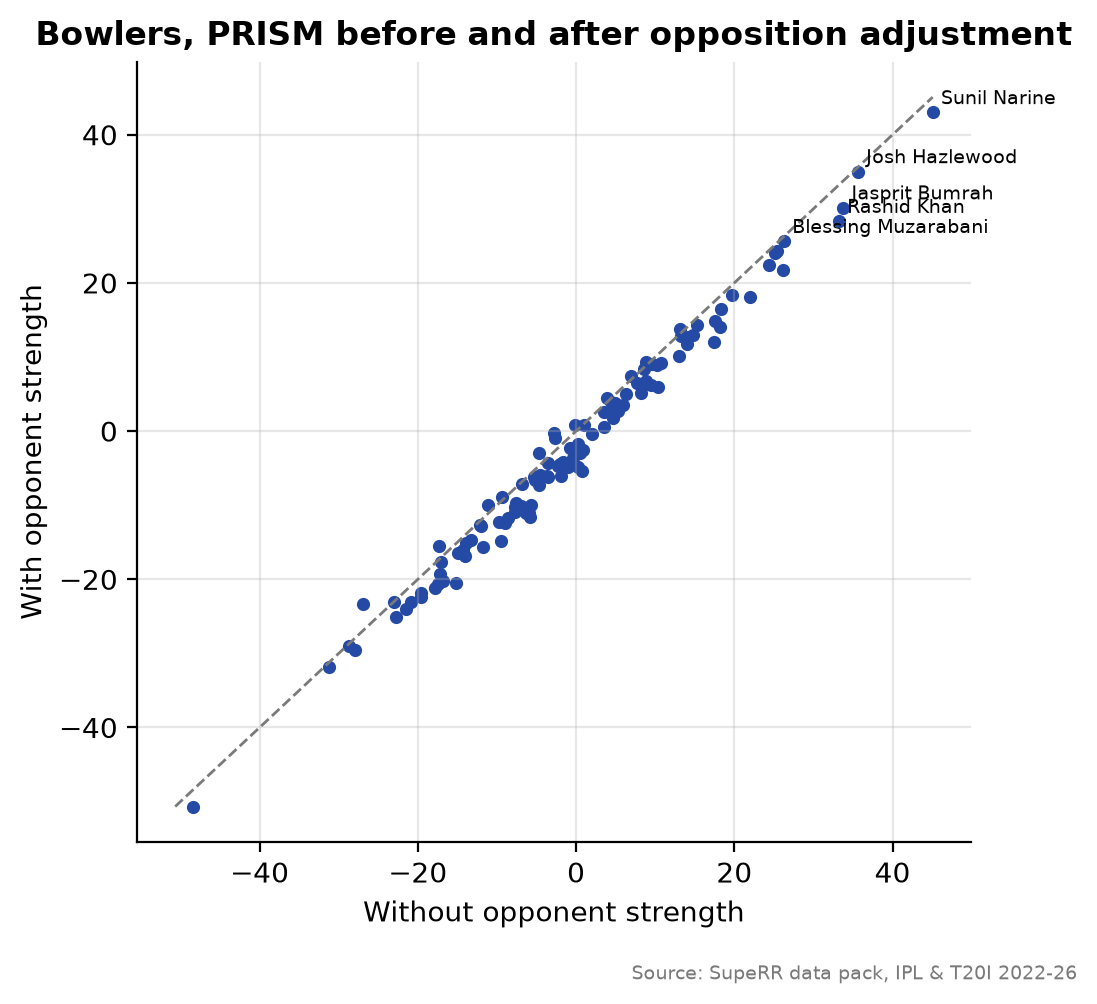 Bowlers, PRISM before and after opposition adjustment
Sunil Narine
Josh Hazlewood
Jasprit Bumrah
Rashid Khan
Blessing Muzarabani
With opponent strength
40
20
0
−20
−40
−40
−20
0
20
40
Without opponent strength
Source: SupeRR data pack, IPL & T20I 2022-26